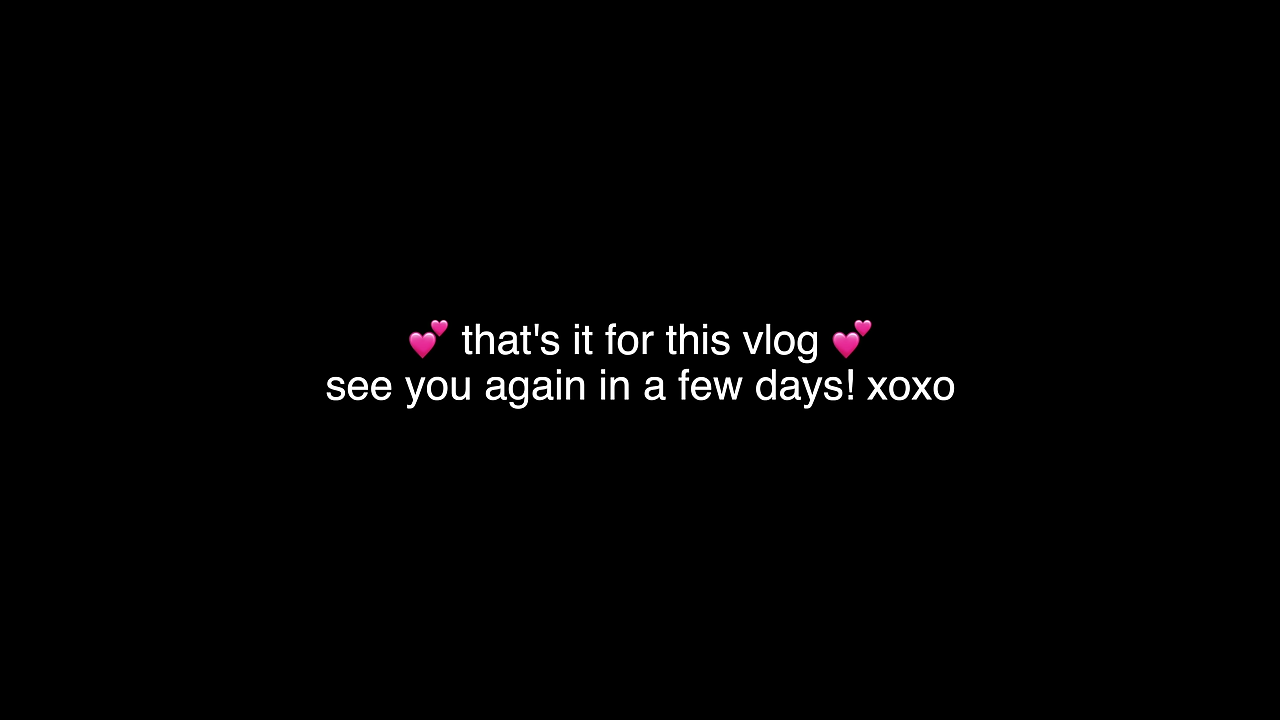 💕 that's it for this vlog 💕
see you again in a few days! xoxo